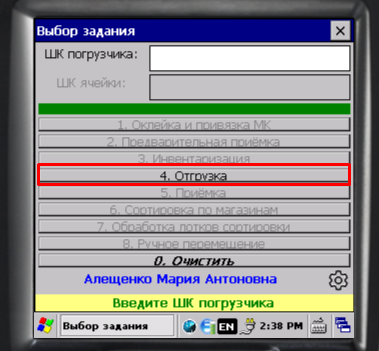 Выбор задания
ШК погрузчика:
ШК ячейки:
1. Оклейка и привязка МК
2. Предварительная приёмка
3. Инвентаризация
4. Отгрузка
5. Приёмка
6. Сортировка по магазинам
7. Обработка лотков сортировки
8. Ручное перемещение
0. Очистить
Алещенко Мария Антоновна
Введите ШК погрузчика
Выбор задания EN 2:38 PM